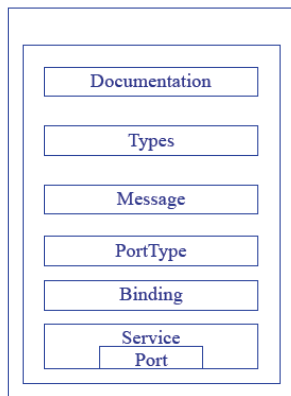 Documentation
Types
Message
PortType
Binding
Service
Port